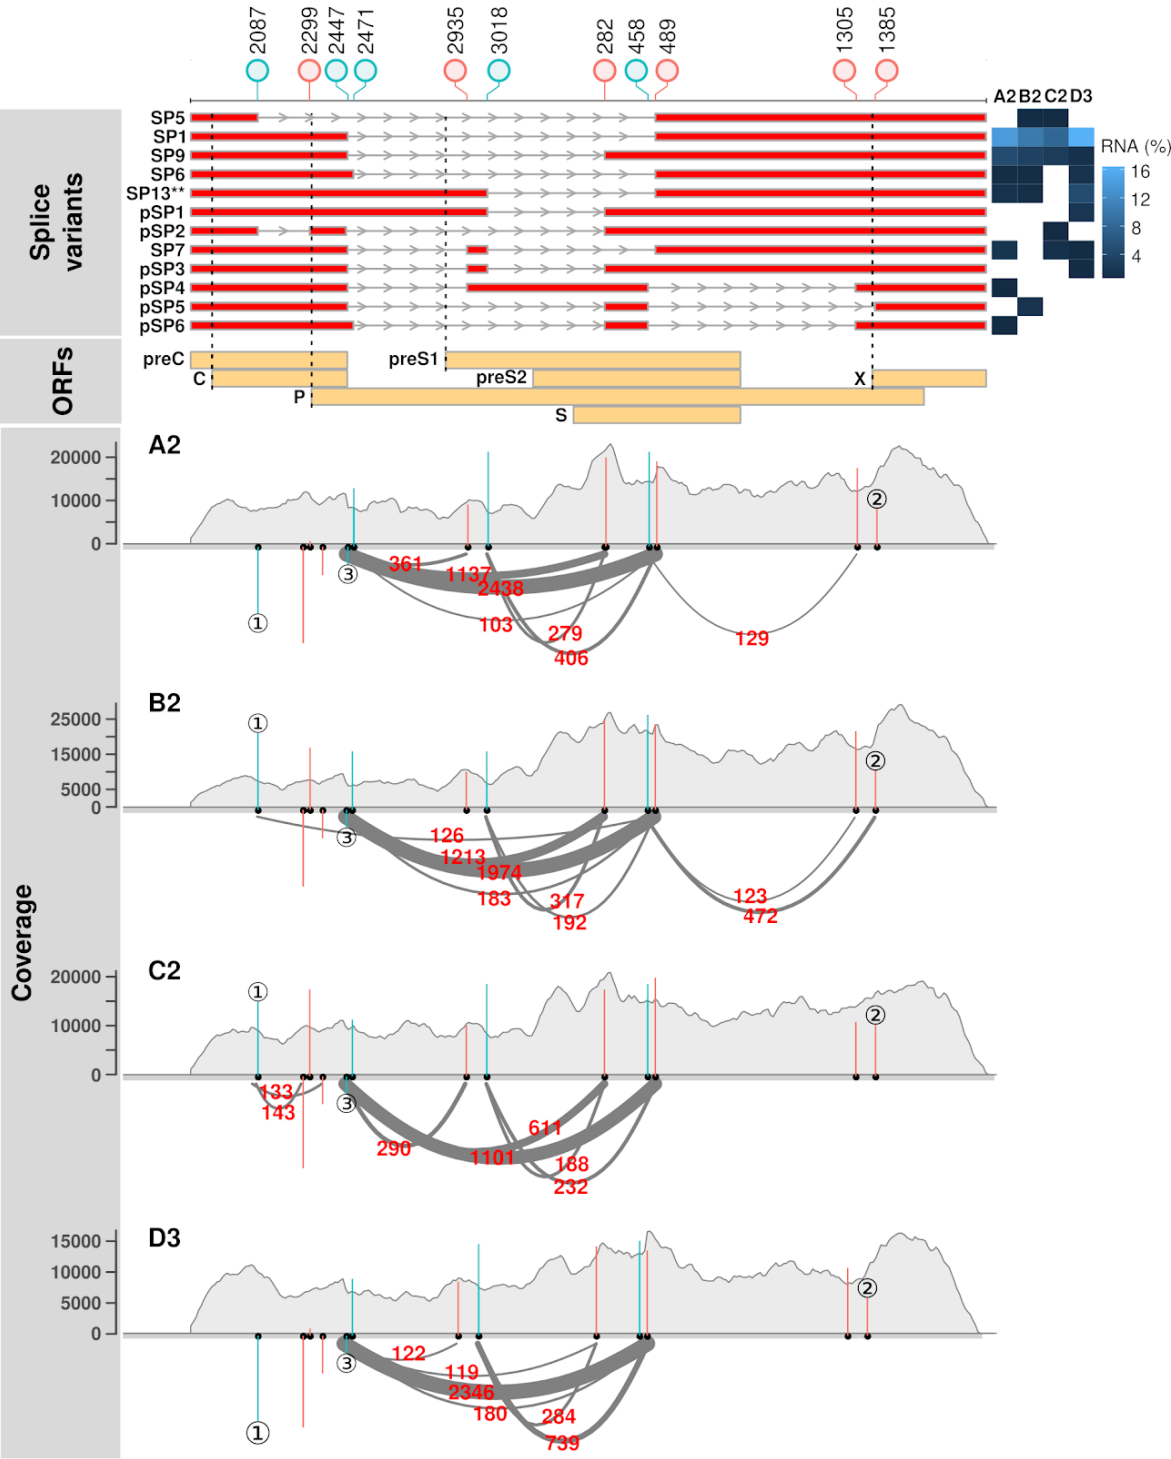 2087 2299 2447 2471 2935 3018 282 458 489 1305 1385
A2 B2 C2 D3
Splice variants
SP5
SP1
SP9
SP6
SP13**
pSP1
pSP2
SP7
pSP3
pSP4
pSP5
pSP6
RNA (%)
16
12
8
4
ORFs
preC preS1
C preS2 X
P
S
Coverage
A2
20000
10000
0
②
③
①
361
1137
2438
103
279
406
129
B2
25000
15000
5000
0
①
②
③
126
1213
1974
183
317
192
123
472
C2
20000
10000
0
①
②
③
133
143
290
611
1101
188
232
D3
15000
10000
5000
0
②
③
①
122
119
2346
180
284
739